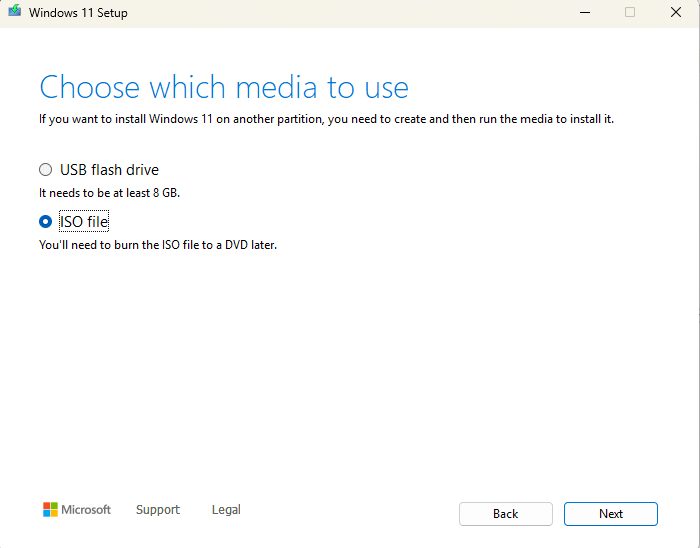 Windows 11 Setup
Choose which media to use
If you want to install Windows 11 on another partition, you need to create and then run the media to install it.
USB flash drive
It needs to be at least 8 GB.
ISO file
You'll need to burn the ISO file to a DVD later.
Microsoft Support Legal Back Next